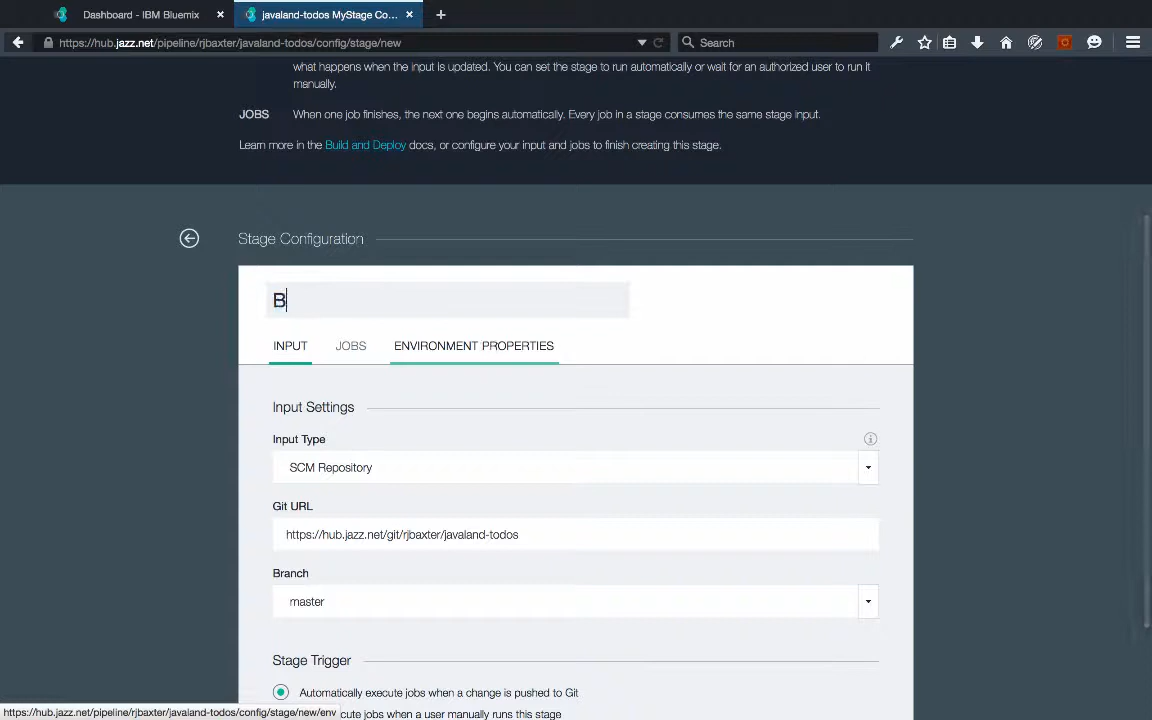 Dashboard - IBM Bluemix
javaland-todos MyStage Co...
https://hub.jazz.net/pipeline/rjbaxter/javaland-todos/config/stage/new
Search
what happens when the input is updated. You can set the stage to run automatically or wait for an authorized user to run it
manually.
JOBS When one job finishes, the next one begins automatically. Every job in a stage consumes the same stage input.
Learn more in the Build and Deploy docs, or configure your input and jobs to finish creating this stage.
Stage Configuration
B
INPUT JOBS ENVIRONMENT PROPERTIES
Input Settings
Input Type
SCM Repository
Git URL
https://hub.jazz.net/git/rjbaxter/javaland-todos
Branch
master
Stage Trigger
Automatically execute jobs when a change is pushed to Git
cute jobs when a user manually runs this stage
https://hub.jazz.net/pipeline/rjbaxter/javaland-todos/config/stage/new/env